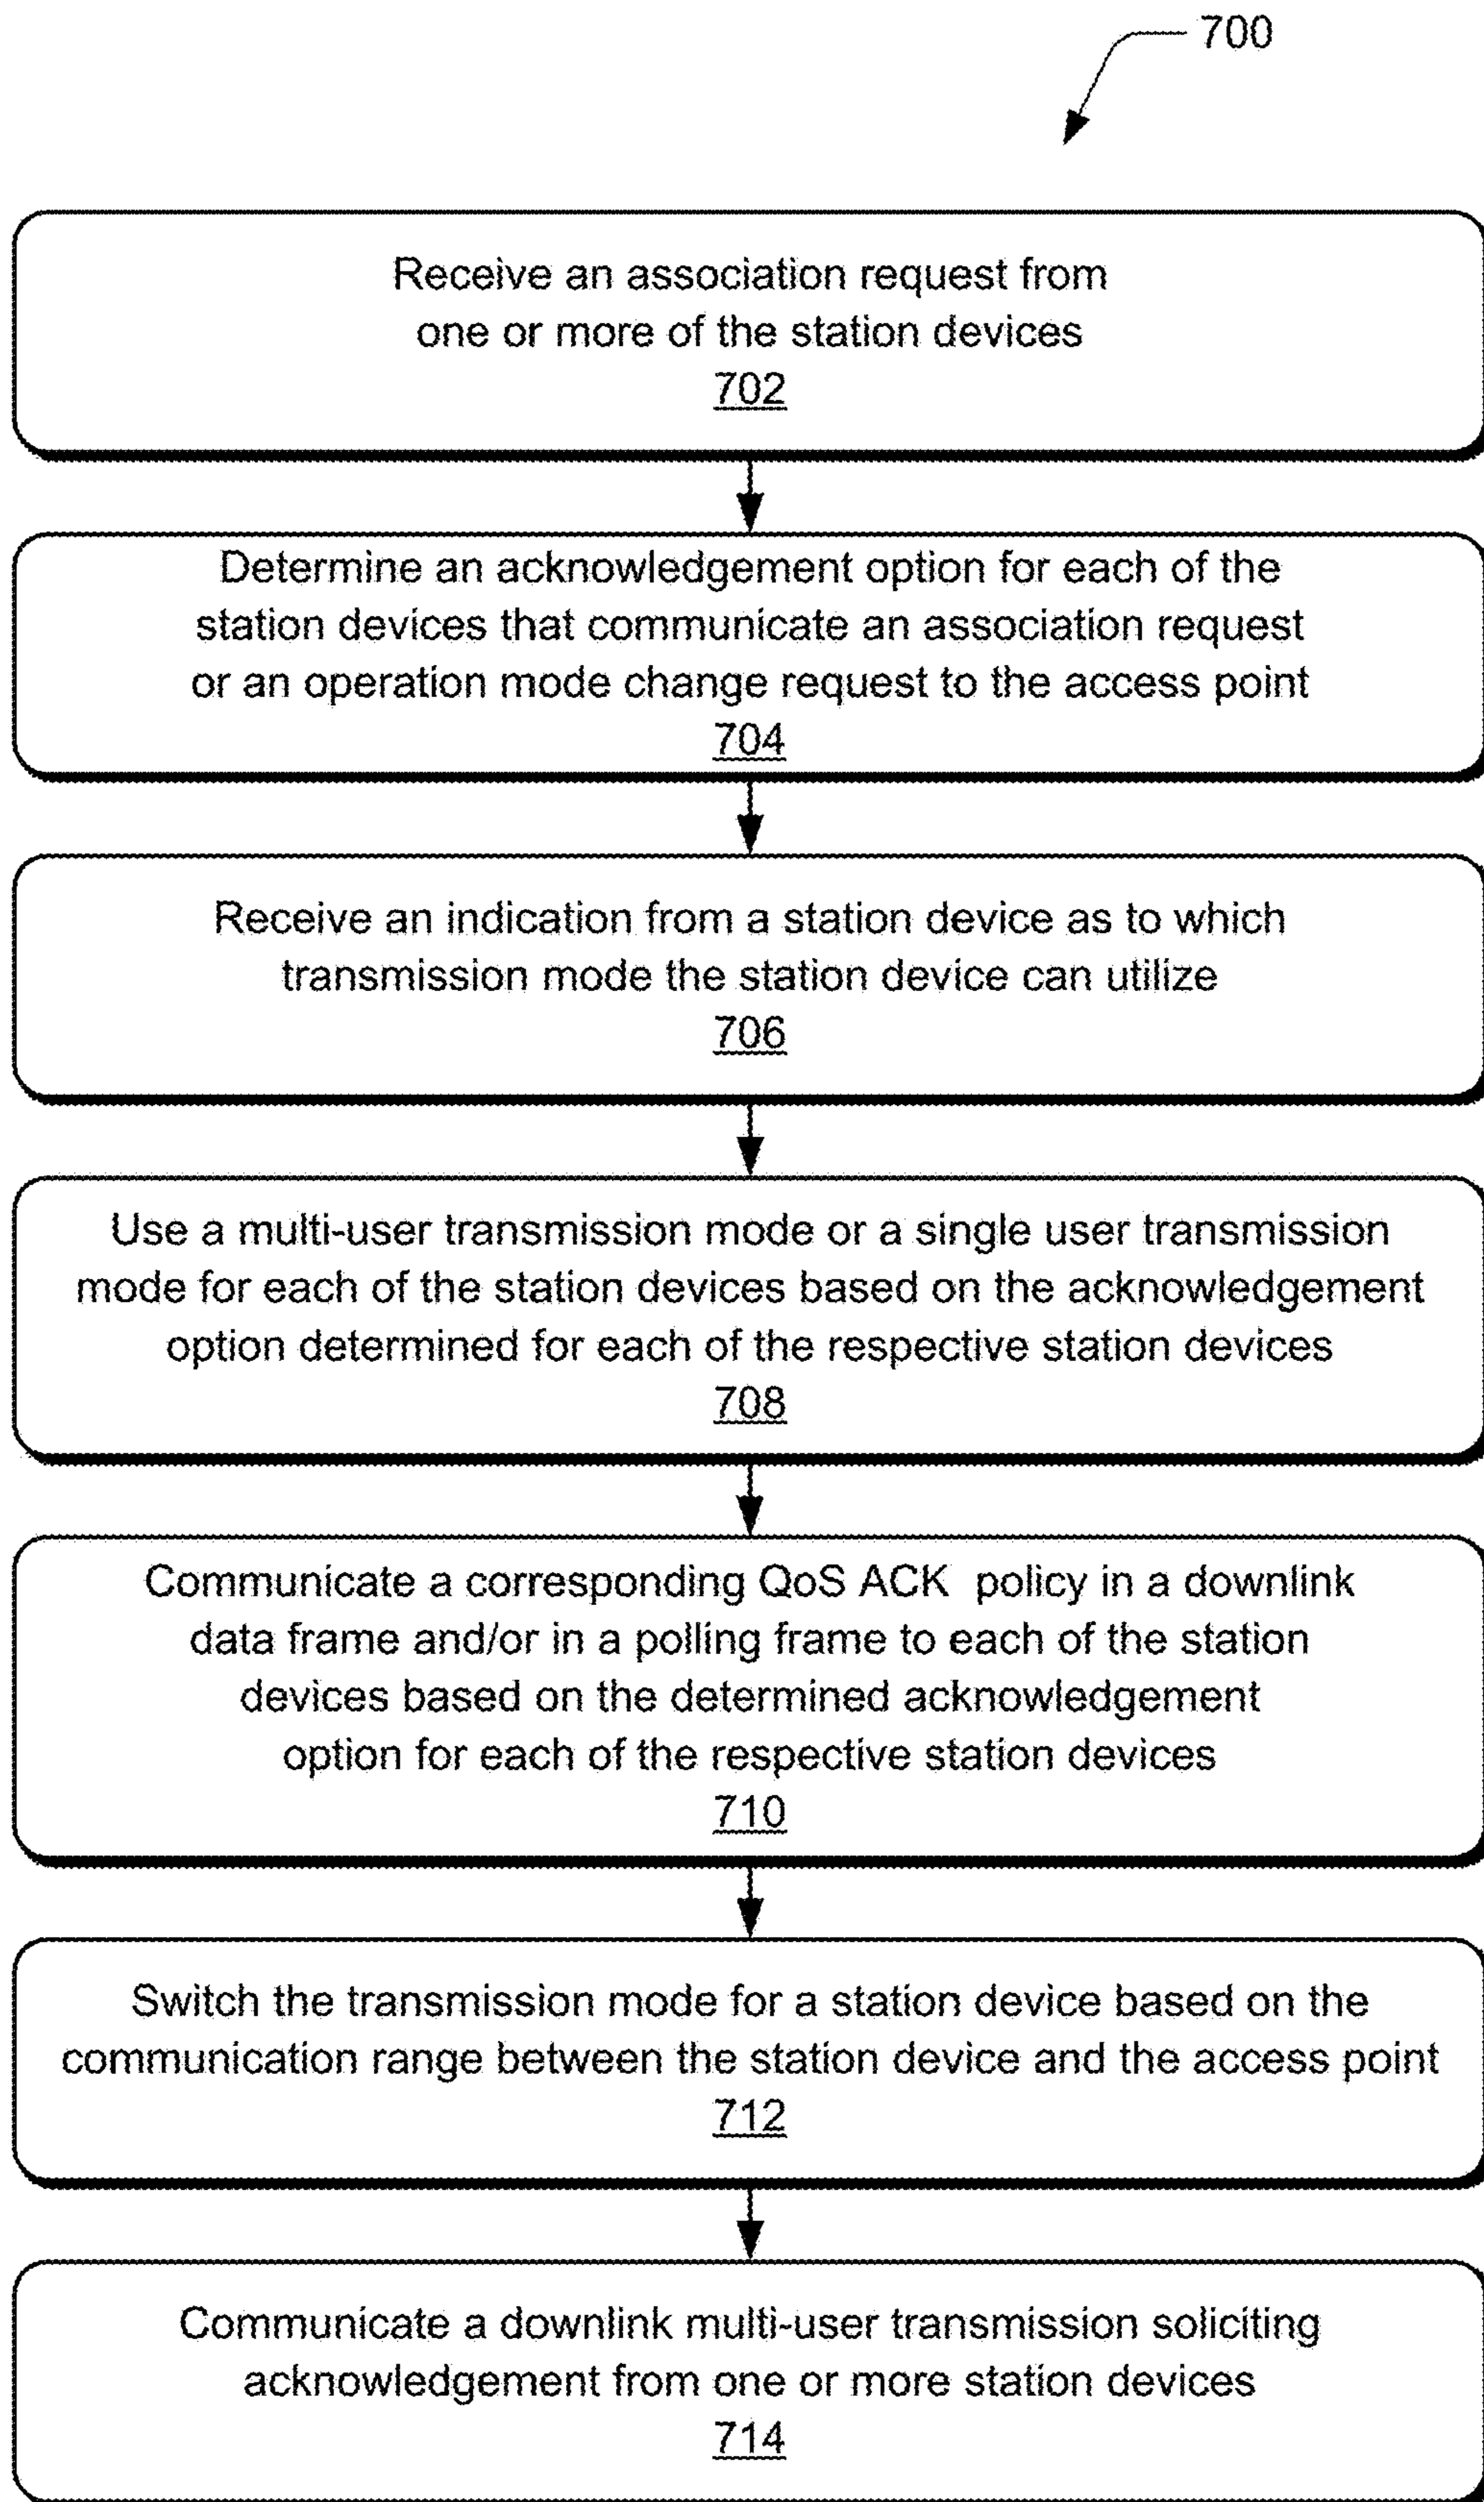 700
Receive an association request from
one or more of the station devices
702
Determine an acknowledgement option for each of the
station devices that communicate an association request
or an operation mode change request to the access point
704
Receive an indication from a station device as to which
transmission mode the station device can utilize
706
Use a multi-user transmission mode or a single user transmission
mode for each of the station devices based on the acknowledgement
option determined for each of the respective station devices
708
Communicate a corresponding QoS ACK policy in a downlink
data frame and/or in a polling frame to each of the station
devices based on the determined acknowledgement
option for each of the respective station devices
710
Switch the transmission mode for a station device based on the
communication range between the station device and the access point
712
Communicate a downlink multi-user transmission soliciting
acknowledgement from one or more station devices
714